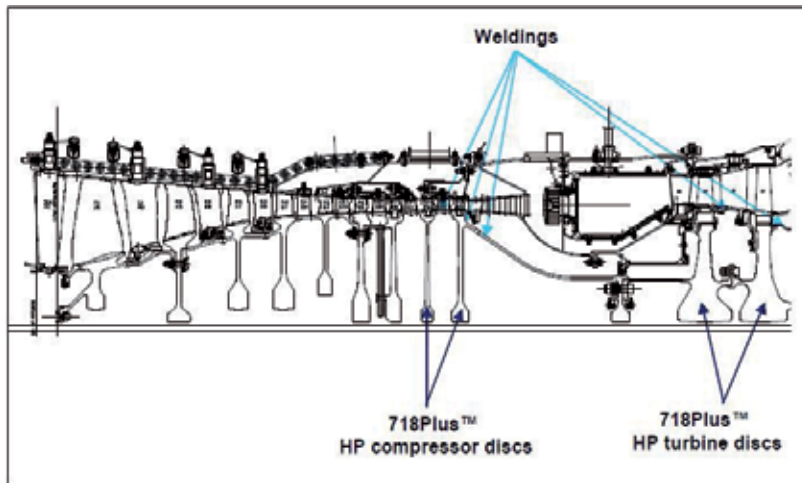 Weldings
718Plus™
HP compressor discs
718Plus™
HP turbine discs